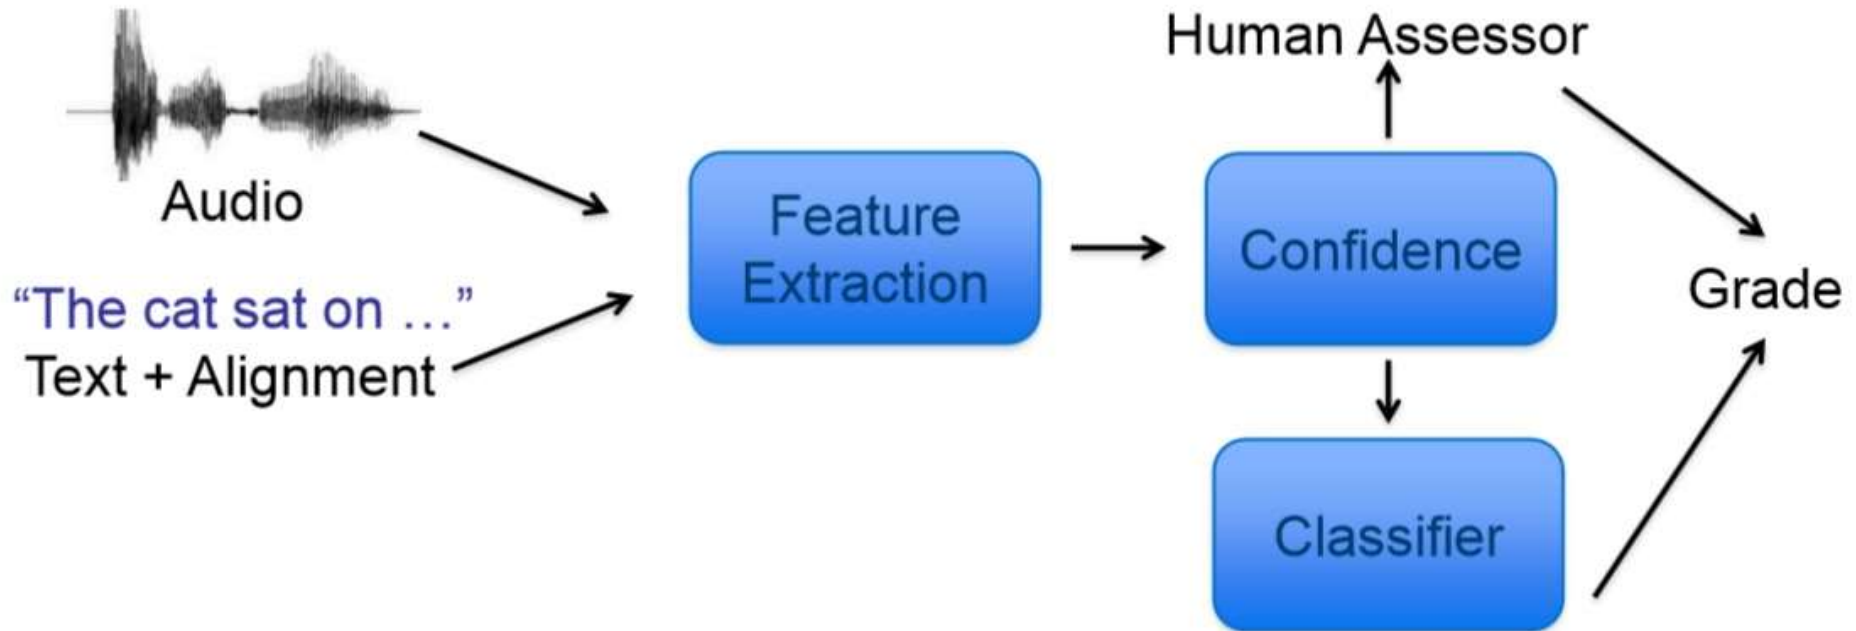 Audio
“The cat sat on …”
Text + Alignment
Feature
Extraction
Human Assessor
Confidence
Classifier
Grade